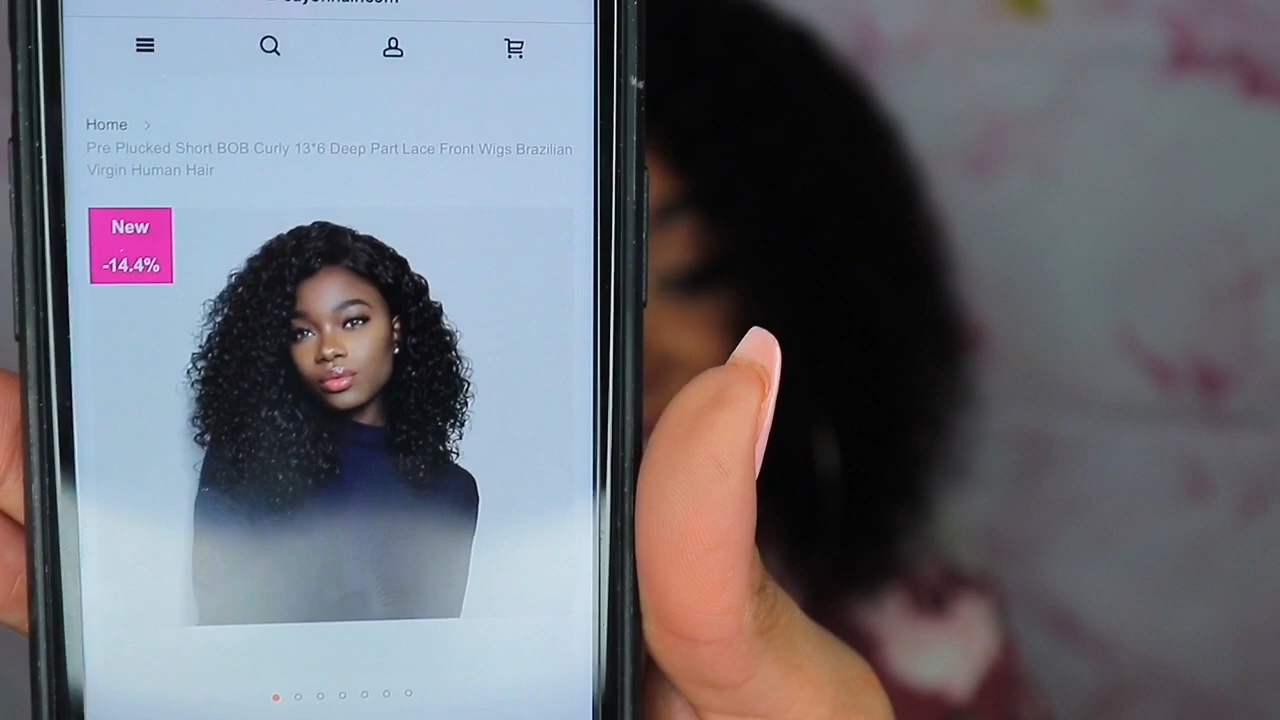 Home >
Pre Plucked Short BOB Curly 13*6 Deep Part Lace Front Wigs Brazilian
Virgin Human Hair
New
-14.4%